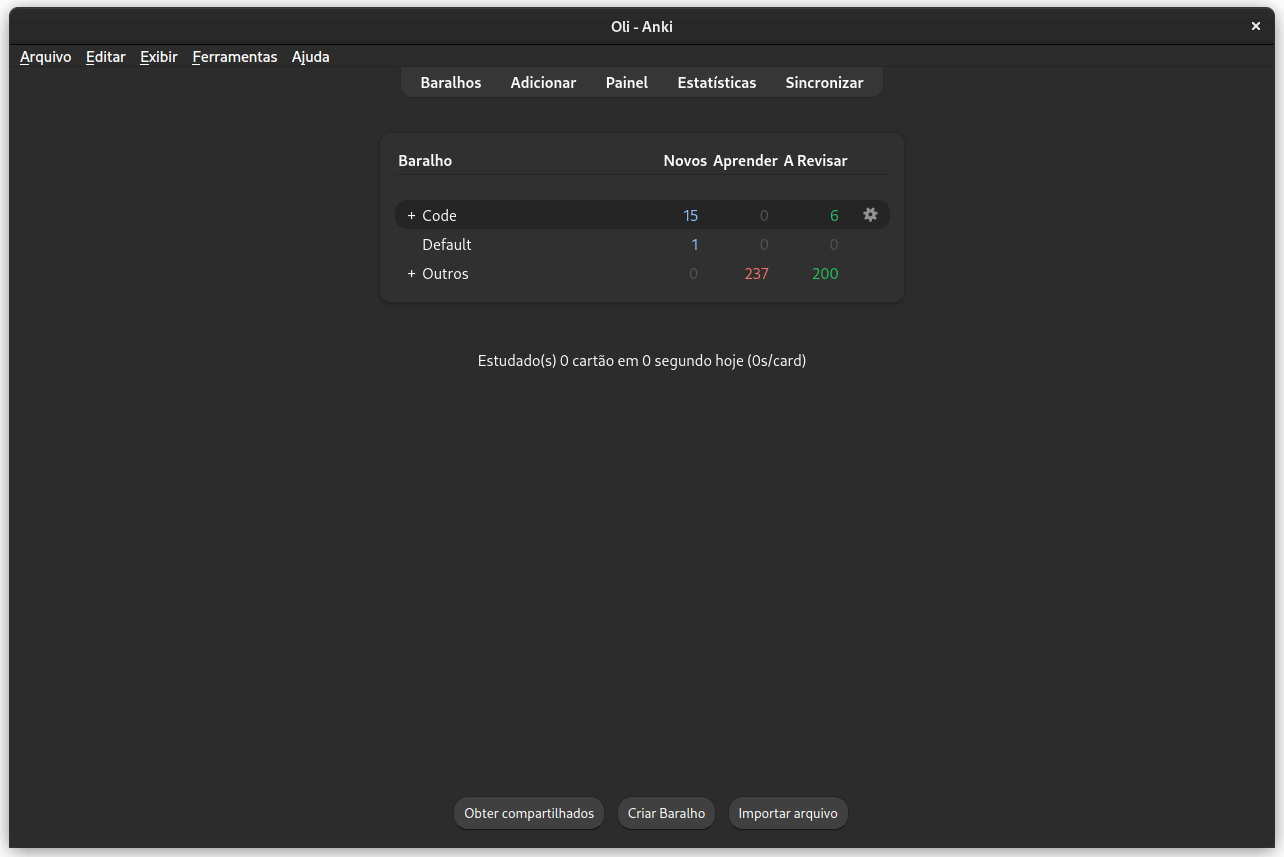 Oli - Anki
Arquivo Editar Exibir Ferramentas Ajuda
Baralhos Adicionar Painel Estatísticas Sincronizar
Baralho Novos Aprender A Revisar
+ Code 15 0 6
Default 1 0 0
+ Outros 0 237 200
Estudado(s) 0 cartão em 0 segundo hoje (0s/card)
Obter compartilhados Criar Baralho Importar arquivo